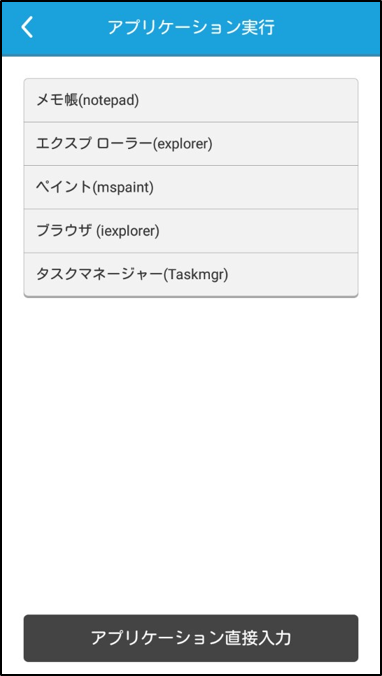 アプリケーション実行
メモ帳(notepad)
エクスプ ローラー(explorer)
ペイント(mspaint)
ブラウザ (iexplorer)
タスクマネージャー(Taskmgr)
アプリケーション直接入力